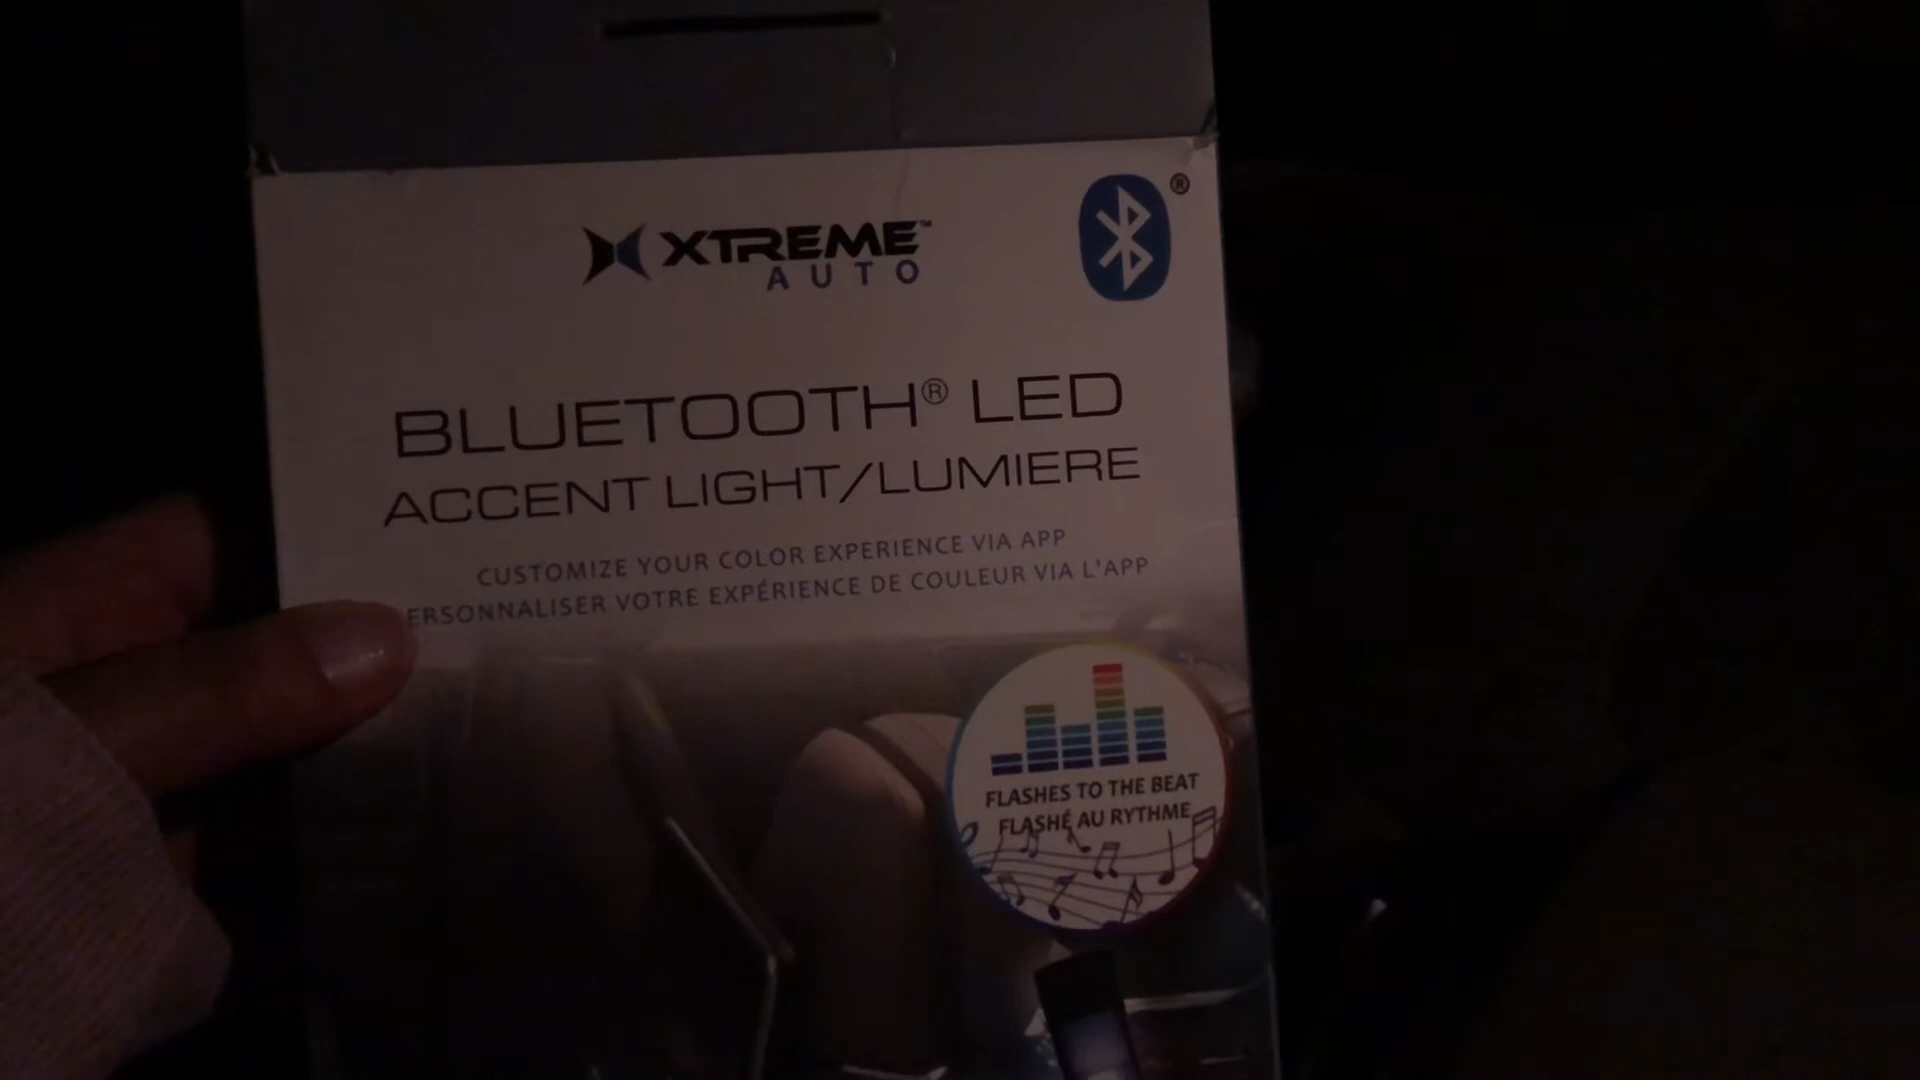 XTREME™
AUTO
®
BLUETOOTH® LED
ACCENT LIGHT/LUMIERE
CUSTOMIZE YOUR COLOR EXPERIENCE VIA APP
ERSONNALISER VOTRE EXPÉRIENCE DE COULEUR VIA L'APP
FLASHES TO THE BEAT
FLASHÉ AU RYTHME